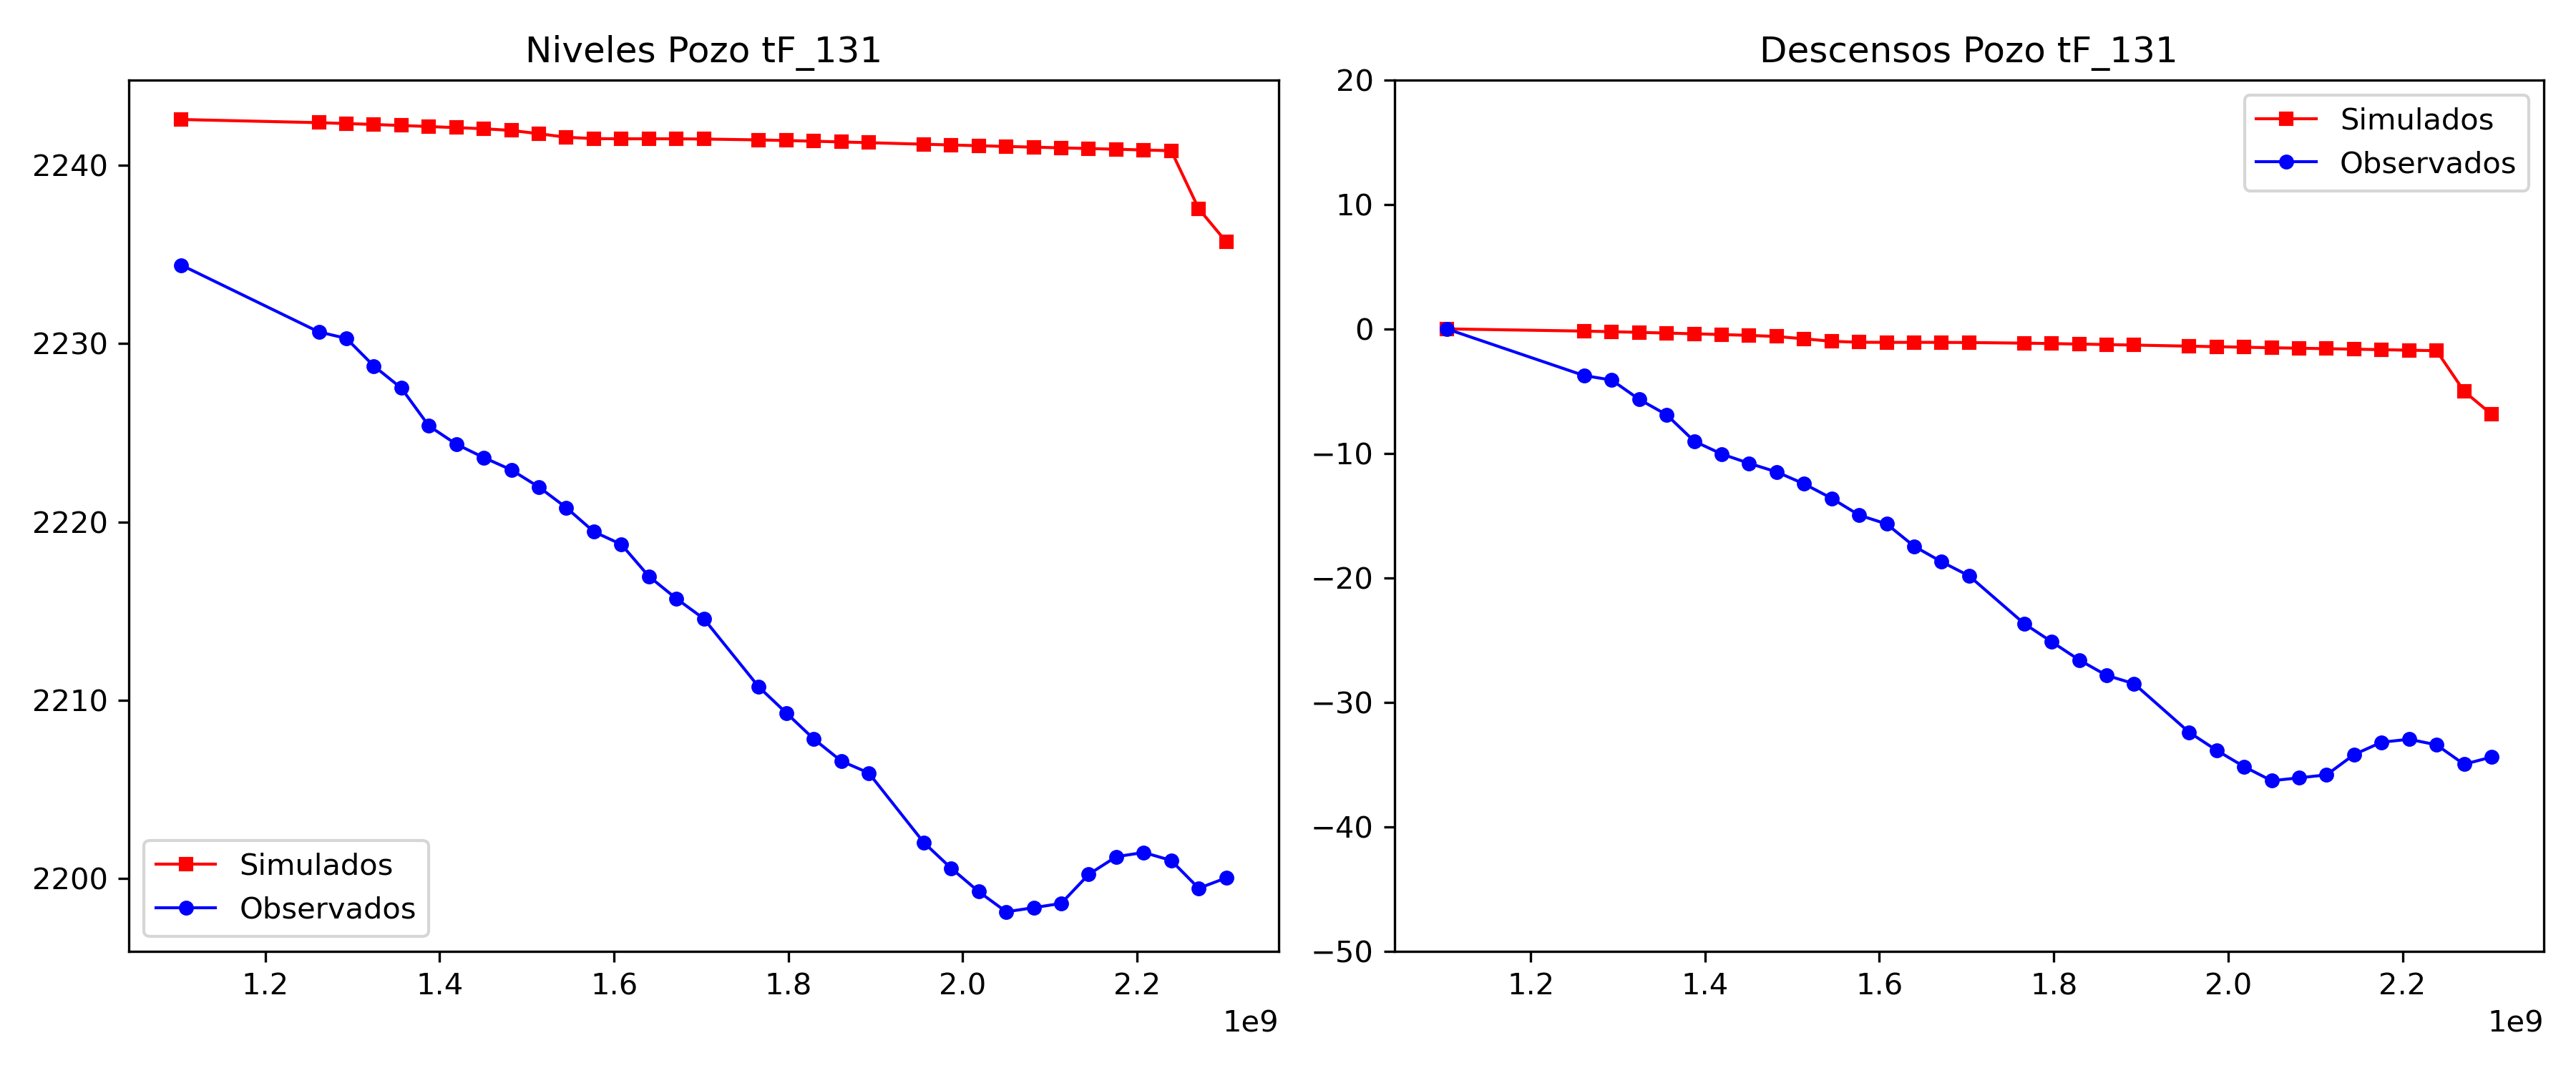 Niveles Pozo tF_131
2240
2230
2220
2210
2200
Simulados
Observados
1.2 1.4 1.6 1.8 2.0 2.2
1e9
Descensos Pozo tF_131
20
10
0
−10
−20
−30
−40
−50
Simulados
Observados
1.2 1.4 1.6 1.8 2.0 2.2
1e9